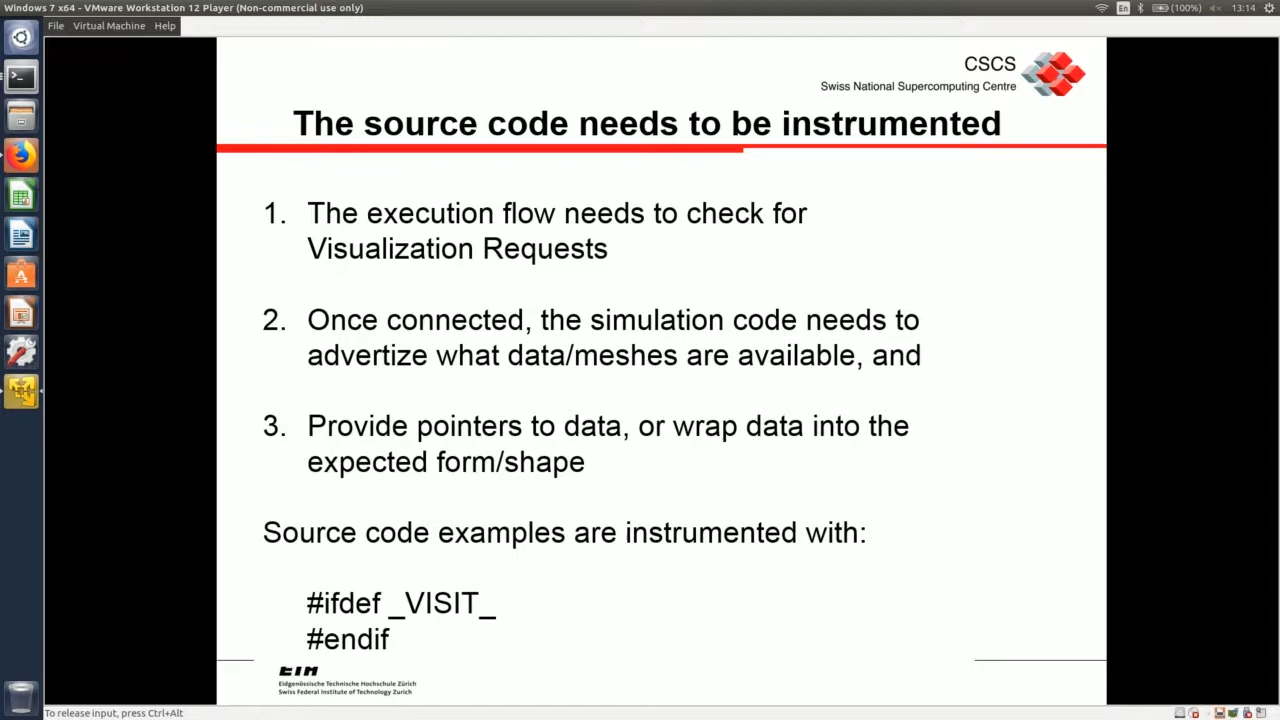 Windows 7 x64 - VMware Workstation 12 Player (Non-commercial use only)
En
(100%)
13:14
File Virtual Machine Help
CSCS
Swiss National Supercomputing Centre
The source code needs to be instrumented
1. The execution flow needs to check for
Visualization Requests
2. Once connected, the simulation code needs to
advertize what data/meshes are available, and
3. Provide pointers to data, or wrap data into the
expected form/shape
Source code examples are instrumented with:
#ifdef _VISIT_
#endif
ETH
Eidgenössische Technische Hochschule Zürich
Swiss Federal Institute of Technology Zurich
To release input, press Ctrl+Alt